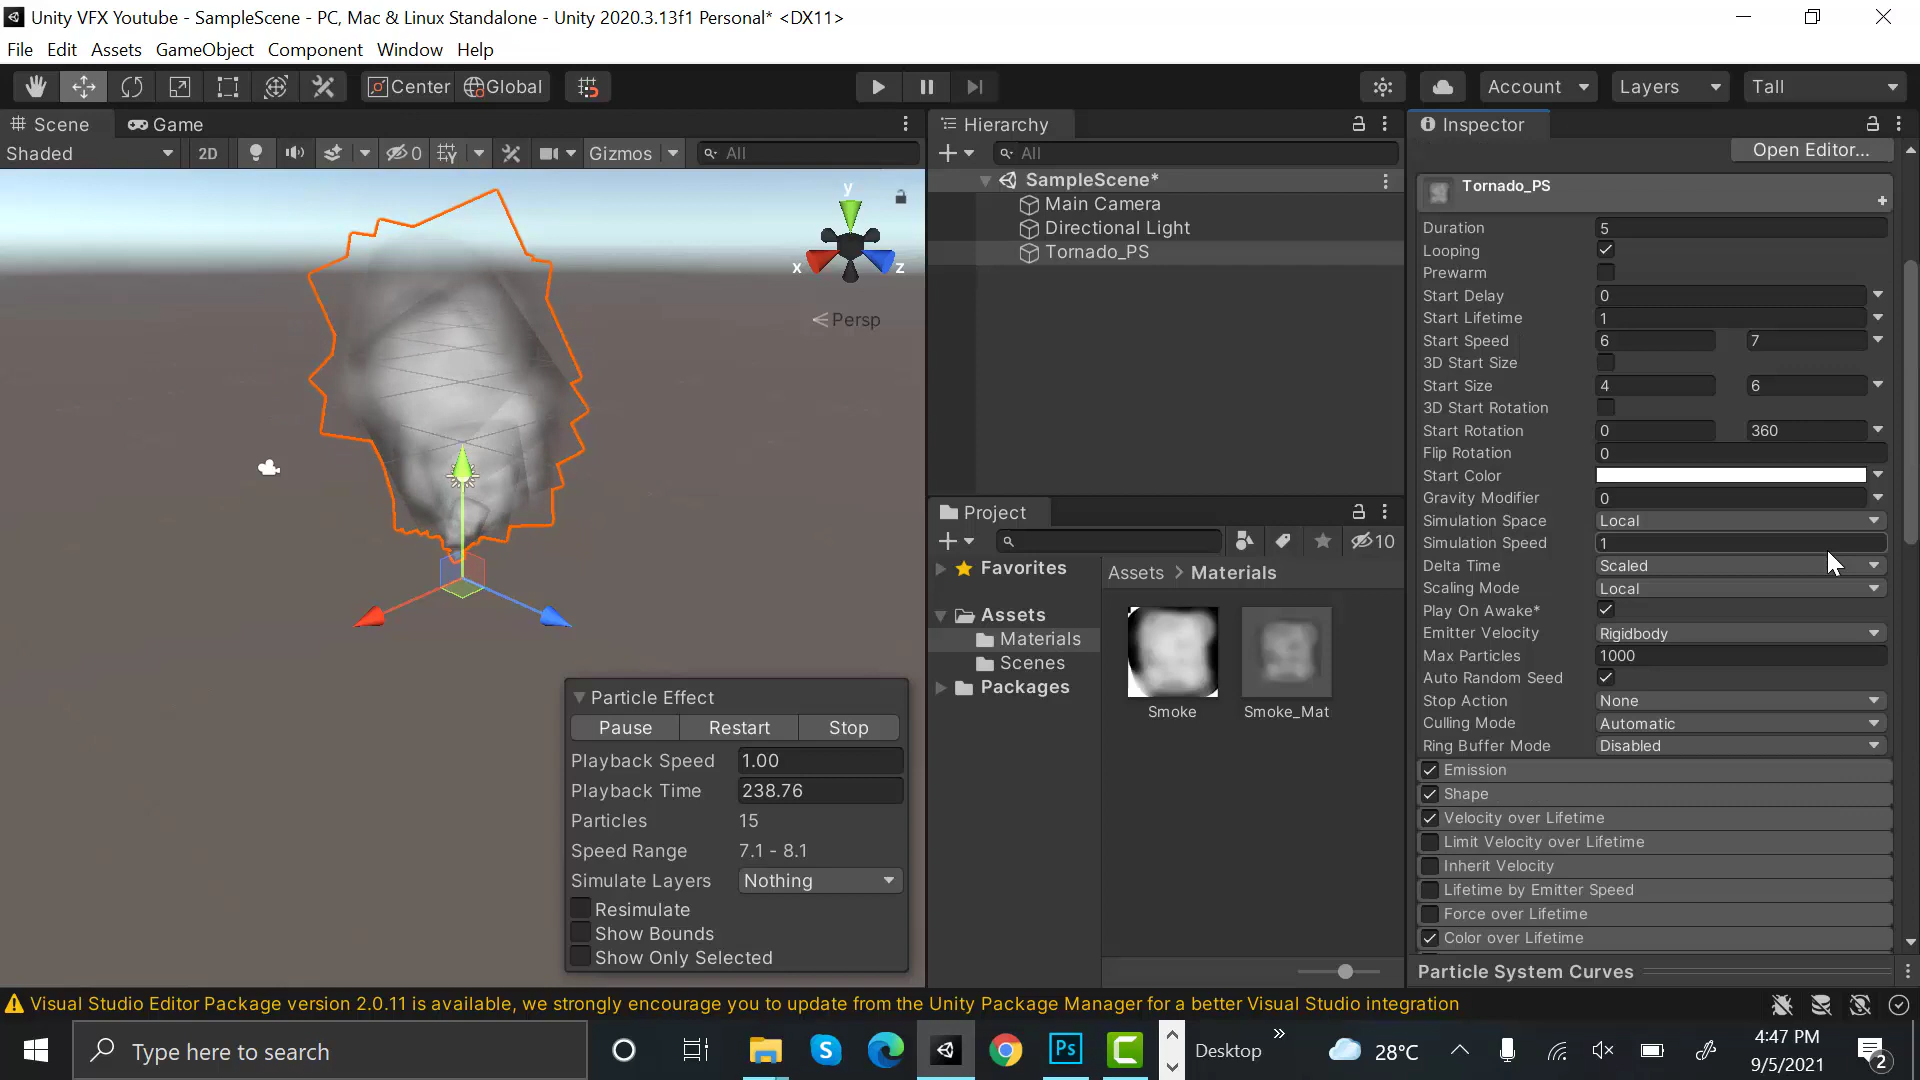 Unity VFX Youtube - SampleScene - PC, Mac & Linux Standalone - Unity 2020.3.13f1 Personal* <DX11>
File Edit Assets GameObject Component Window Help
Center Global Account Layers Tall
Scene Game
Shaded 2D 0 Gizmos All
y
x z
Persp
Particle Effect
Pause Restart Stop
Playback Speed 1.00
Playback Time 238.76
Particles 15
Speed Range 7.1 - 8.1
Simulate Layers Nothing
Resimulate
Show Bounds
Show Only Selected
Hierarchy
All
SampleScene*
Main Camera
Directional Light
Tornado_PS
Project
10
Favorites
Assets
Materials
Scenes
Packages
Assets > Materials
Smoke Smoke_Mat
Inspector
Open Editor...
Tornado_PS
Duration 5
Looping
Prewarm
Start Delay 0
Start Lifetime 1
Start Speed 6 7
3D Start Size
Start Size 4 6
3D Start Rotation
Start Rotation 0 360
Flip Rotation 0
Start Color
Gravity Modifier 0
Simulation Space Local
Simulation Speed 1
Delta Time Scaled
Scaling Mode Local
Play On Awake*
Emitter Velocity Rigidbody
Max Particles 1000
Auto Random Seed
Stop Action None
Culling Mode Automatic
Ring Buffer Mode Disabled
Emission
Shape
Velocity over Lifetime
Limit Velocity over Lifetime
Inherit Velocity
Lifetime by Emitter Speed
Force over Lifetime
Color over Lifetime
Particle System Curves
Visual Studio Editor Package version 2.0.11 is available, we strongly encourage you to update from the Unity Package Manager for a better Visual Studio integration
Type here to search
Ps
Desktop
28°C
4:47 PM
9/5/2021
2